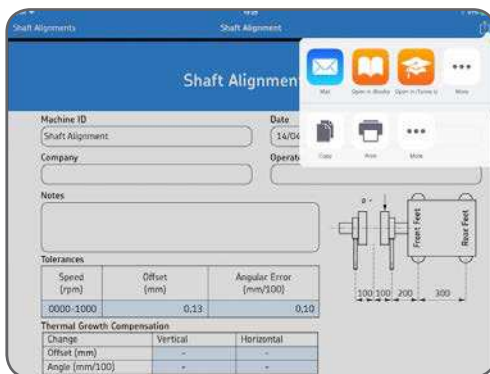 Shaft Alignments
Shaft Alignment
Shaft Alignment
Mail
Open in iBooks
Open in iTunes U
More
Copy
Print
More
Machine ID
Date
Shaft Alignment
14/04
Company
Operat
Notes
Front Feet
Rear Feet
100 100 200 300
Tolerances
Speed (rpm)
Offset (mm)
Angular Error (mm/100)
0000-1000
0,13
0,10
Thermal Growth Compensation
Change Vertical Horizontal
Offset (mm) - -
Angle (mm/100) - -